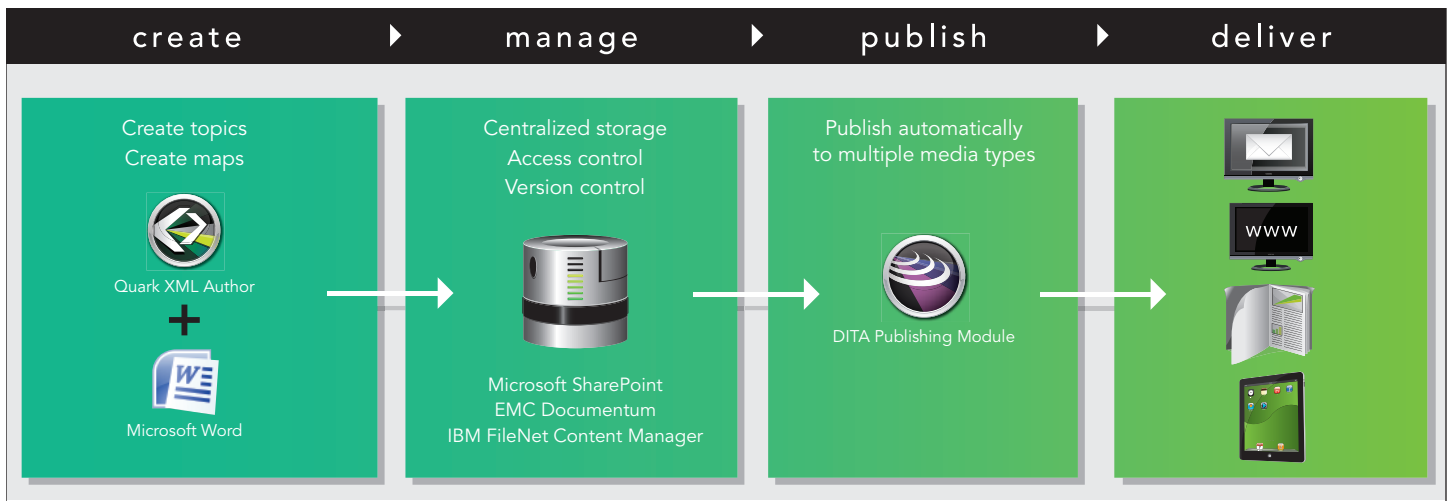 create
manage
publish
deliver
Create topics
Create maps
Quark XML Author
+
W
Microsoft Word
Centralized storage
Access control
Version control
Microsoft SharePoint
EMC Documentum
IBM FileNet Content Manager
Publish automatically
to multiple media types
DITA Publishing Module
www